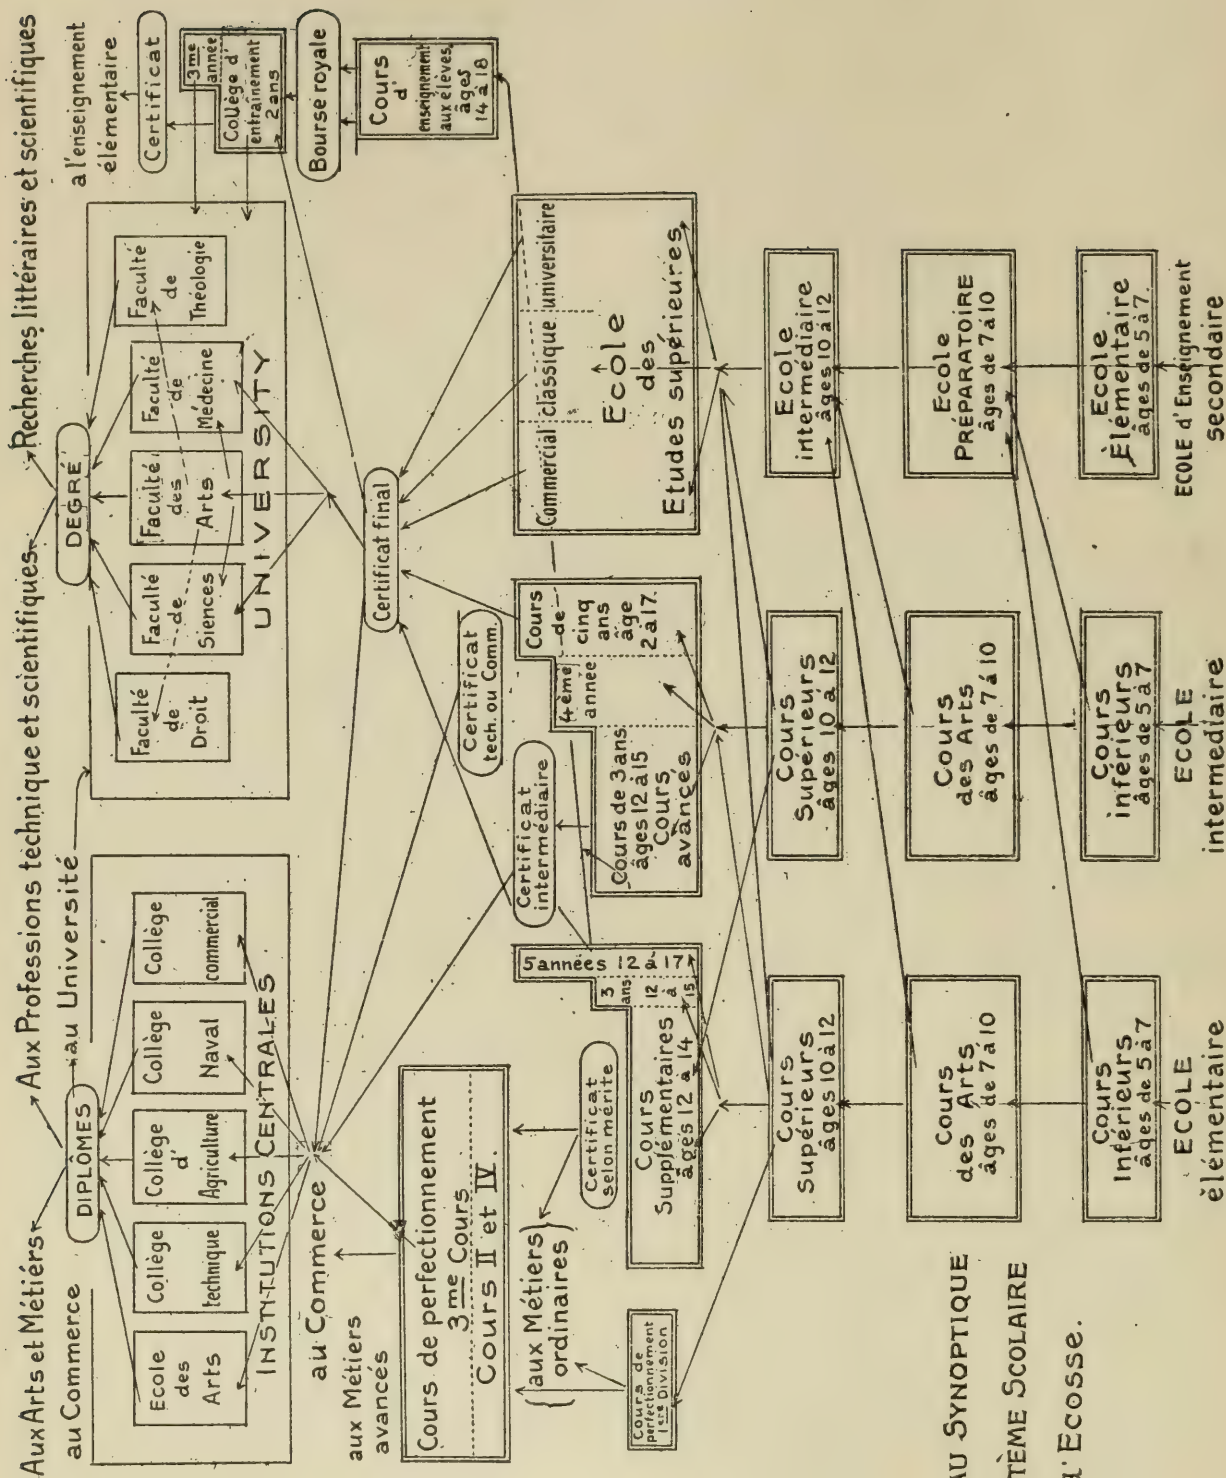 Aux Arts et Métiérs
Aux Professions technique et scientifiques
Recherches littéraires et scientifiques
au Commerce
DIPLOMES
au Université
DEGRÉ
a l'enseignement
élémentaire
Certificat
Ecole
des
Arts
Collège
technique
Collège
d'
Agriculture
Collège
Naval
Collège
commercial
INSTITUTIONS CENTRALES
Faculté
de
Droit
Faculté
de
Siences
Faculté
des
Arts
Faculté
de
Médecine
Faculté
de
Théologie
UNIVERSITY
3me
année
Collège d'
entraînement
2 ans
Bourse royale
Cours
d'
enseignement
aux élèves.
âges
14 à 18
au Commerce
aux Métiers
avancés
Certificat final
Cours de perfectionnement
3me Cours
Cours II et IV.
Certificat
tech. ou Comm.
Certificat
intermédiaire
aux Métiers
ordinaires
Certificat
selon mérite
5 années 12 à 17
3
ans
12
à
15
Cours
Supplémentaires
âges 12 à 14
Cours
de
cinq
ans
âge
2 à 17.
4ème
année
Cours de 3 ans
âges 12 à 15
Cours
avancés
Commercial
classique
universitaire
Ecole
des
Etudes supérieures
Cours de
perfectionnement
1ère Division
Cours
Supérieurs
âges 10 à 12
Cours
Supérieurs
âges 10 à 12
Ecole
intermédiaire
âges 10 à 12
Cours
des Arts
âges de 7 à 10
Cours
des Arts
âges de 7 à 10
Ecole
PRÉPARATOIRE
âges de 7 à 10
Cours
Inférieurs
âges de 5 à 7
Cours
inférieurs
âges de 5 à 7
Ecole
Élémentaire
âges de 5 à 7.
ECOLE
élémentaire
ECOLE
intermediaire
ECOLE d'Enseignement
secondaire
AU SYNOPTIQUE
TÈME SCOLAIRE
d'Ecosse.